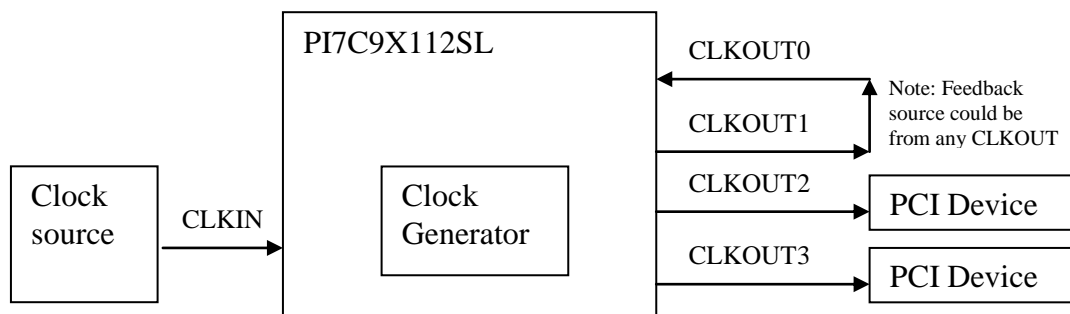 PI7C9X112SL
CLKOUT0
Note: Feedback
source could be
from any CLKOUT
CLKOUT1
Clock
source
CLKIN
Clock
Generator
CLKOUT2
PCI Device
CLKOUT3
PCI Device